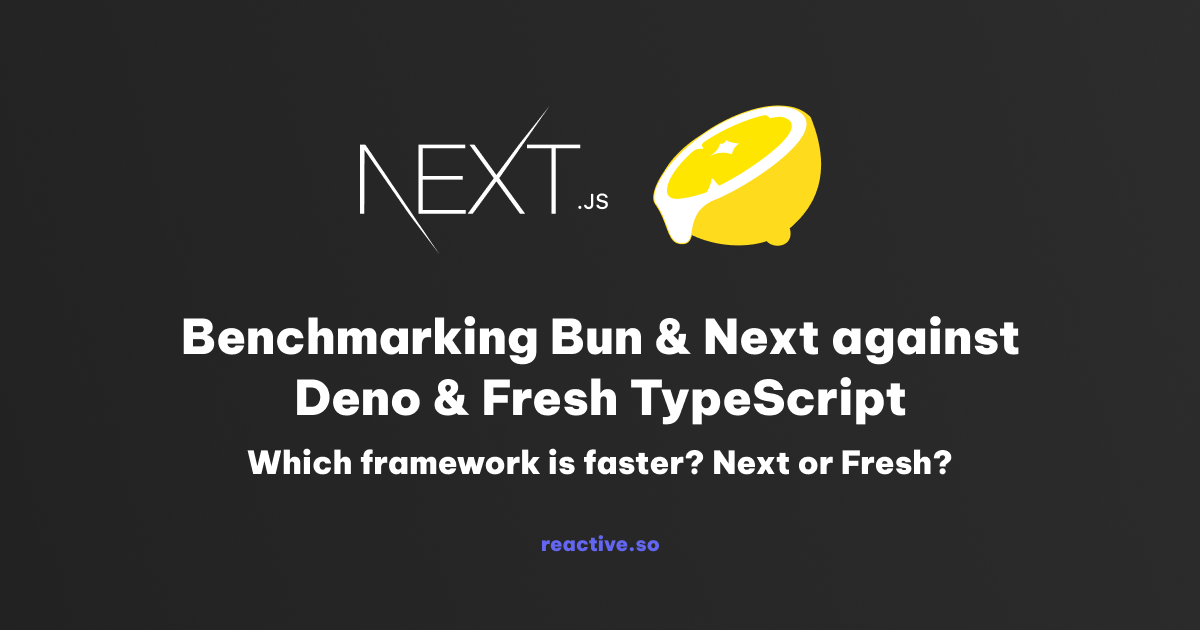 NEXT.JS
Benchmarking Bun & Next against
Deno & Fresh TypeScript
Which framework is faster? Next or Fresh?
reactive.so